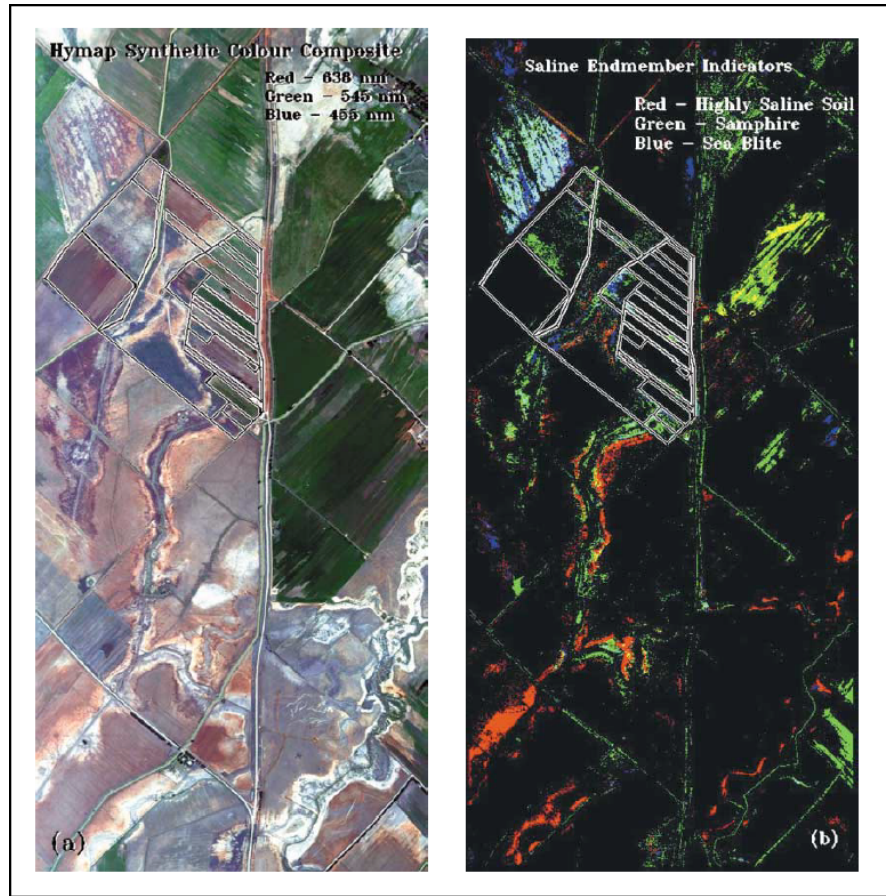 Hymap Synthetic Colour Composite
Red - 638 nm
Green - 545 nm
Blue - 455 nm
(a)
Saline Endmember Indicators
Red - Highly Saline Soil
Green - Samphire
Blue - Sea Blite
(b)